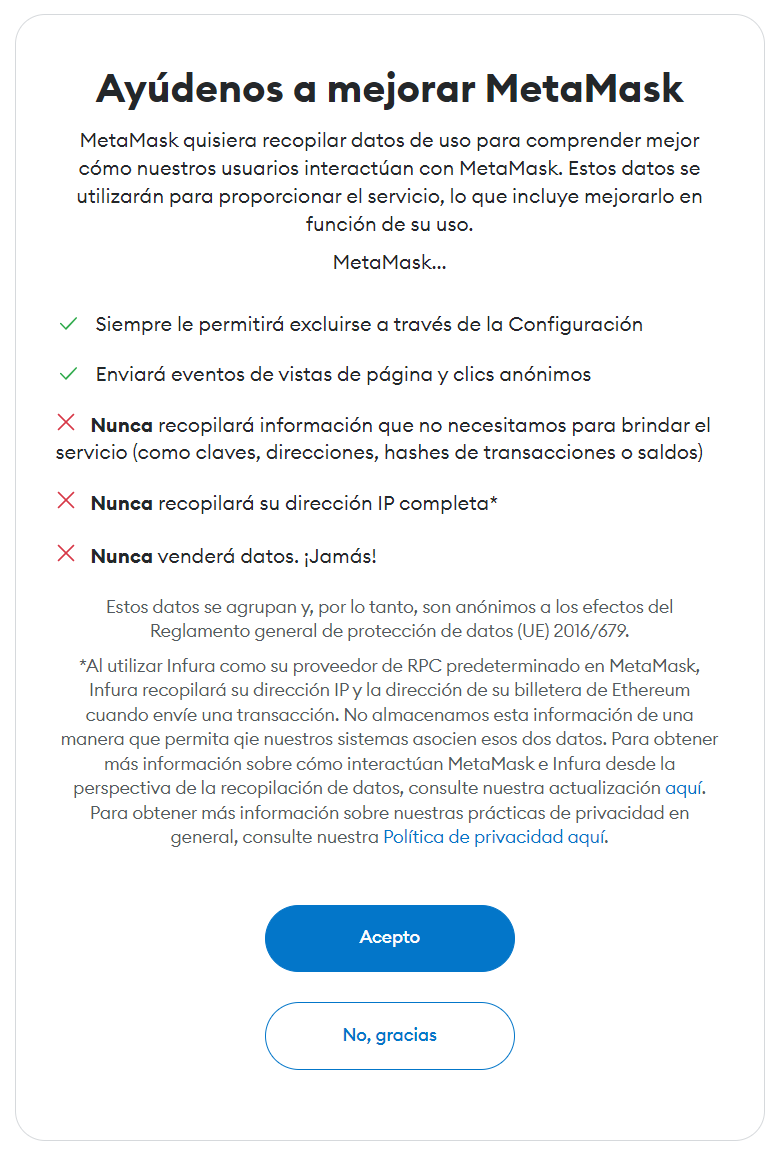 Ayúdenos a mejorar MetaMask
MetaMask quisiera recopilar datos de uso para comprender mejor
cómo nuestros usuarios interactúan con MetaMask. Estos datos se
utilizarán para proporcionar el servicio, lo que incluye mejorarlo en
función de su uso.
MetaMask...
Siempre le permitirá excluirse a través de la Configuración
Enviará eventos de vistas de página y clics anónimos
Nunca recopilará información que no necesitamos para brindar el
servicio (como claves, direcciones, hashes de transacciones o saldos)
Nunca recopilará su dirección IP completa*
Nunca venderá datos. ¡Jamás!
Estos datos se agrupan y, por lo tanto, son anónimos a los efectos del
Reglamento general de protección de datos (UE) 2016/679.
*Al utilizar Infura como su proveedor de RPC predeterminado en MetaMask,
Infura recopilará su dirección IP y la dirección de su billetera de Ethereum
cuando envíe una transacción. No almacenamos esta información de una
manera que permita qie nuestros sistemas asocien esos dos datos. Para obtener
más información sobre cómo interactúan MetaMask e Infura desde la
perspectiva de la recopilación de datos, consulte nuestra actualización aquí.
Para obtener más información sobre nuestras prácticas de privacidad en
general, consulte nuestra Política de privacidad aquí.
Acepto
No, gracias